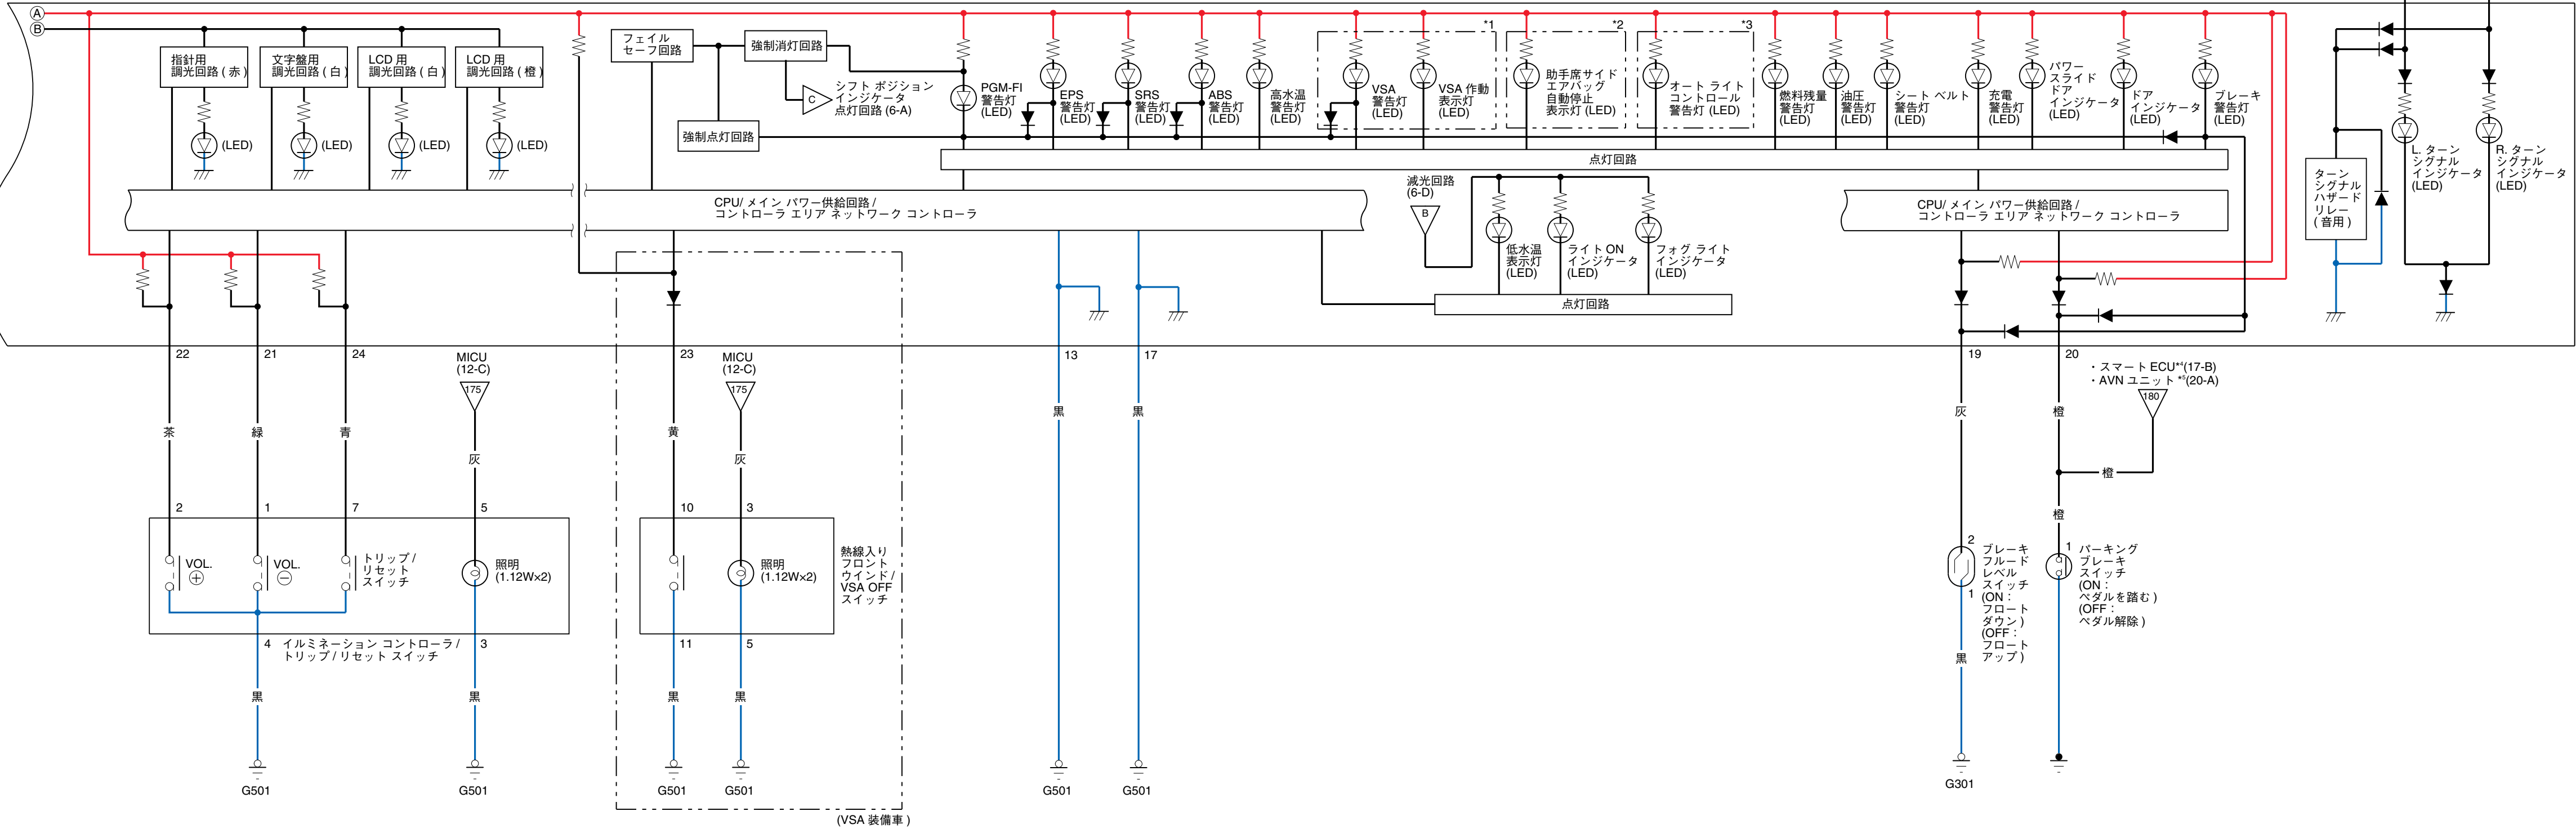 A
B
指針用
調光回路 ( 赤 )
文字盤用
調光回路 ( 白 )
LCD 用
調光回路 ( 白 )
LCD 用
調光回路 ( 橙 )
(LED)
(LED)
(LED)
(LED)
フェイル
セーフ回路
強制消灯回路
強制点灯回路
C
シフト ポジション
インジケータ
点灯回路 (6-A)
PGM-FI
警告灯
(LED)
EPS
警告灯
(LED)
SRS
警告灯
(LED)
ABS
警告灯
(LED)
高水温
警告灯
(LED)
*1
VSA
警告灯
(LED)
VSA 作動
表示灯
(LED)
*2
助手席サイド
エアバッグ
自動停止
表示灯 (LED)
*3
オート ライト
コントロール
警告灯 (LED)
燃料残量
警告灯
(LED)
油圧
警告灯
(LED)
シート ベルト
警告灯
(LED)
充電
警告灯
(LED)
パワー
スライド
ドア
インジケータ
(LED)
ドア
インジケータ
(LED)
ブレーキ
警告灯
(LED)
点灯回路
ターン
シグナル
ハザード
リレー
( 音用 )
L. ターン
シグナル
インジケータ
(LED)
R. ターン
シグナル
インジケータ
(LED)
CPU/ メイン パワー供給回路 /
コントローラ エリア ネットワーク コントローラ
減光回路
(6-D)
B
低水温
表示灯
(LED)
ライト ON
インジケータ
(LED)
フォグ ライト
インジケータ
(LED)
点灯回路
CPU/ メイン パワー供給回路 /
コントローラ エリア ネットワーク コントローラ
22
21
24
MICU
(12-C)
175
23
MICU
(12-C)
175
13
17
19
20
・スマート ECU*4(17-B)
・AVN ユニット *5(20-A)
180
茶
緑
青
灰
黄
灰
黒
黒
灰
橙
橙
橙
2
1
7
5
10
3
VOL.
+
VOL.
−
トリップ /
リセット
スイッチ
照明
(1.12W×2)
照明
(1.12W×2)
熱線入り
フロント
ウインド /
VSA OFF
スイッチ
4
イルミネーション コントローラ /
トリップ / リセット スイッチ
3
11
5
2
ブレーキ
フルード
レベル
スイッチ
(ON :
フロート
ダウン )
(OFF :
フロート
アップ )
1
1
パーキング
ブレーキ
スイッチ
(ON :
ペダルを踏む )
(OFF :
ペダル解除 )
黒
黒
黒
黒
黒
G501
G501
G501
G501
G501
G501
G301
(VSA 装備車 )